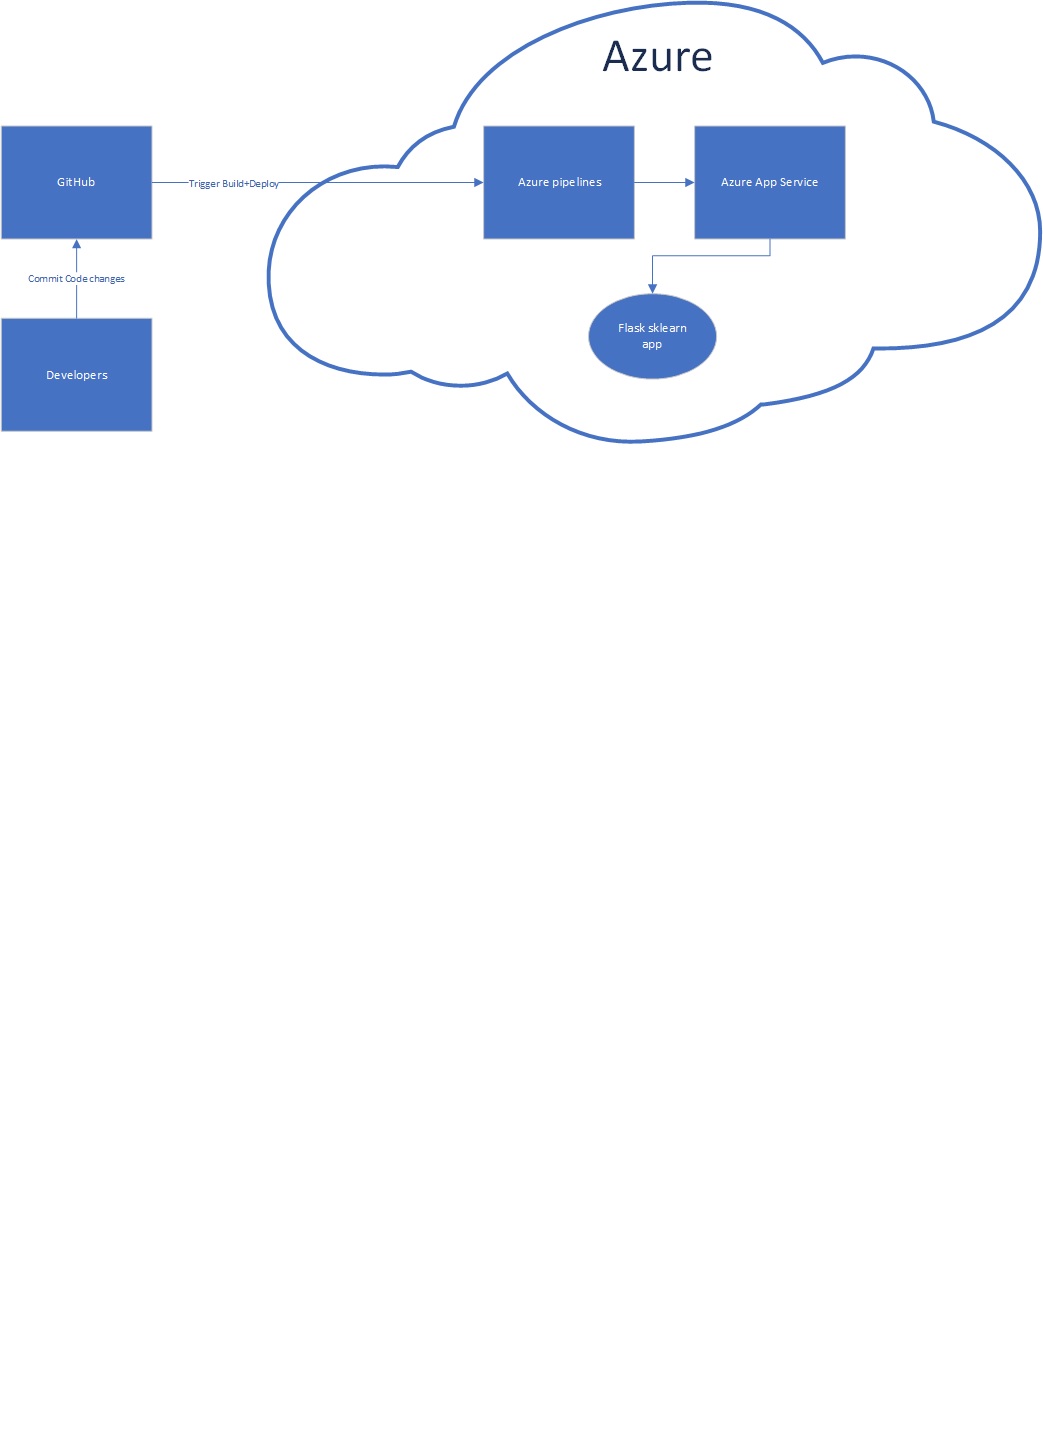 Azure
GitHub
Trigger Build+Deploy
Azure pipelines
Azure App Service
Commit Code changes
Flask sklearn
app
Developers